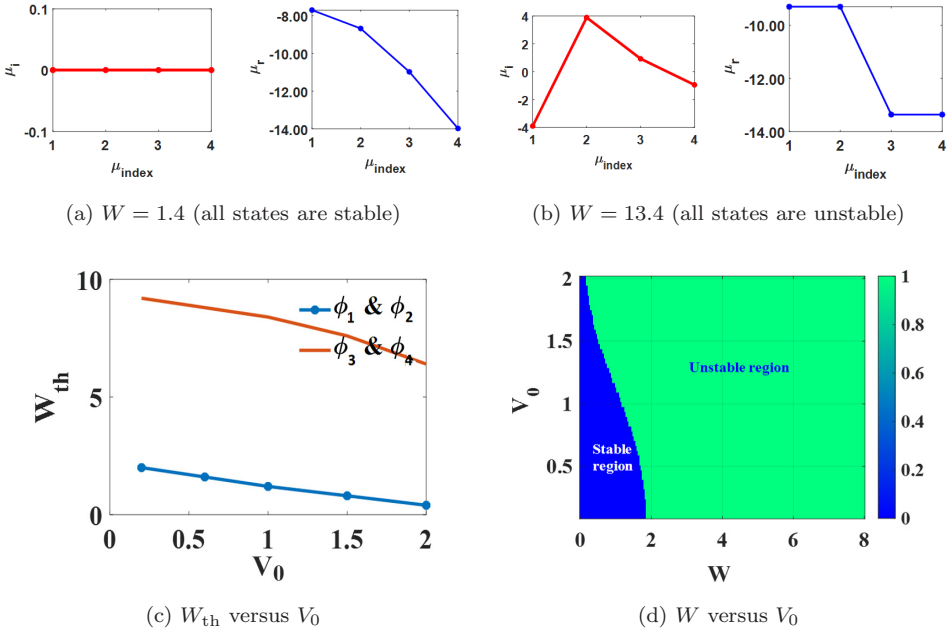 0.1
0
-0.1
μi
1 2 3 4
μindex
-8.00
-10.00
-12.00
-14.00
μr
1 2 3 4
μindex
4
2
0
-2
-4
μi
1 2 3 4
μindex
-10.00
-12.00
-14.00
μr
1 2 3 4
μindex
(a) W = 1.4 (all states are stable)
(b) W = 13.4 (all states are unstable)
10
5
0
Wth
0 0.5 1 1.5 2
V0
ϕ1 & ϕ2
ϕ3 & ϕ4
2
1.5
1
0.5
V0
0 2 4 6 8
W
Unstable region
Stable
region
1
0.8
0.6
0.4
0.2
0
(c) Wth versus V0
(d) W versus V0